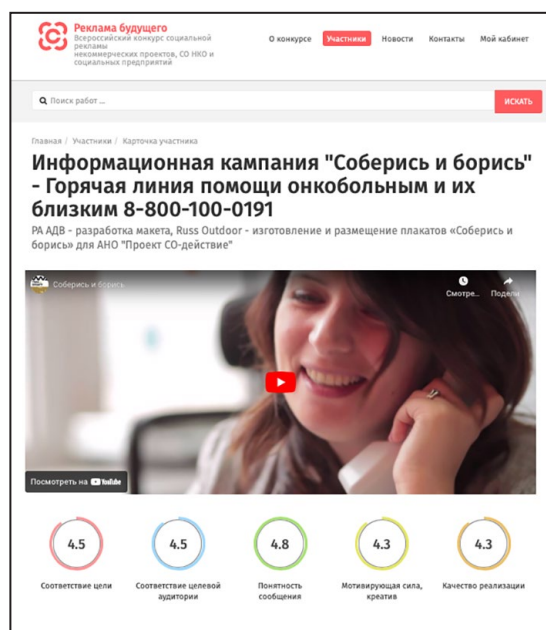 Реклама будущего
Всероссийский конкурс социальной
рекламы
некоммерческих проектов, СО НКО и
социальных предприятий
О конкурсе Участники Новости Контакты Мой кабинет
Поиск работ ...
ИСКАТЬ
Главная / Участники / Карточка участника
Информационная кампания "Соберись и борись"
- Горячая линия помощи онкобольным и их
близким 8-800-100-0191
РА АДВ - разработка макета, Russ Outdoor - изготовление и размещение плакатов «Соберись и
борись» для АНО "Проект СО-действие"
Соберись и борись
Смотре... Подели
Посмотреть на YouTube
4.5 4.5 4.8 4.3 4.3
Соответствие цели Соответствие целевой Понятность Мотивирующая сила, Качество реализации
аудитории сообщения креатив